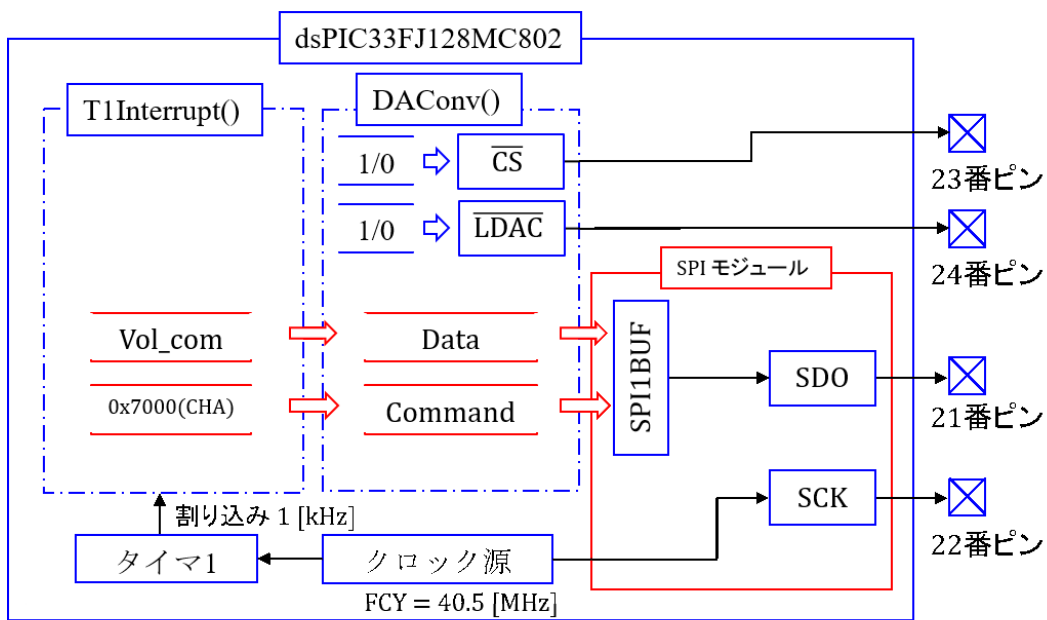 dsPIC33FJ128MC802
T1Interrupt()
DAConv()
1/0
CS
23番ピン
1/0
LDAC
24番ピン
SPI モジュール
Vol_com
Data
SPI1BUF
SDO
0x7000(CHA)
Command
21番ピン
SCK
割り込み 1 [kHz]
タイマ1
クロック源
22番ピン
FCY = 40.5 [MHz]